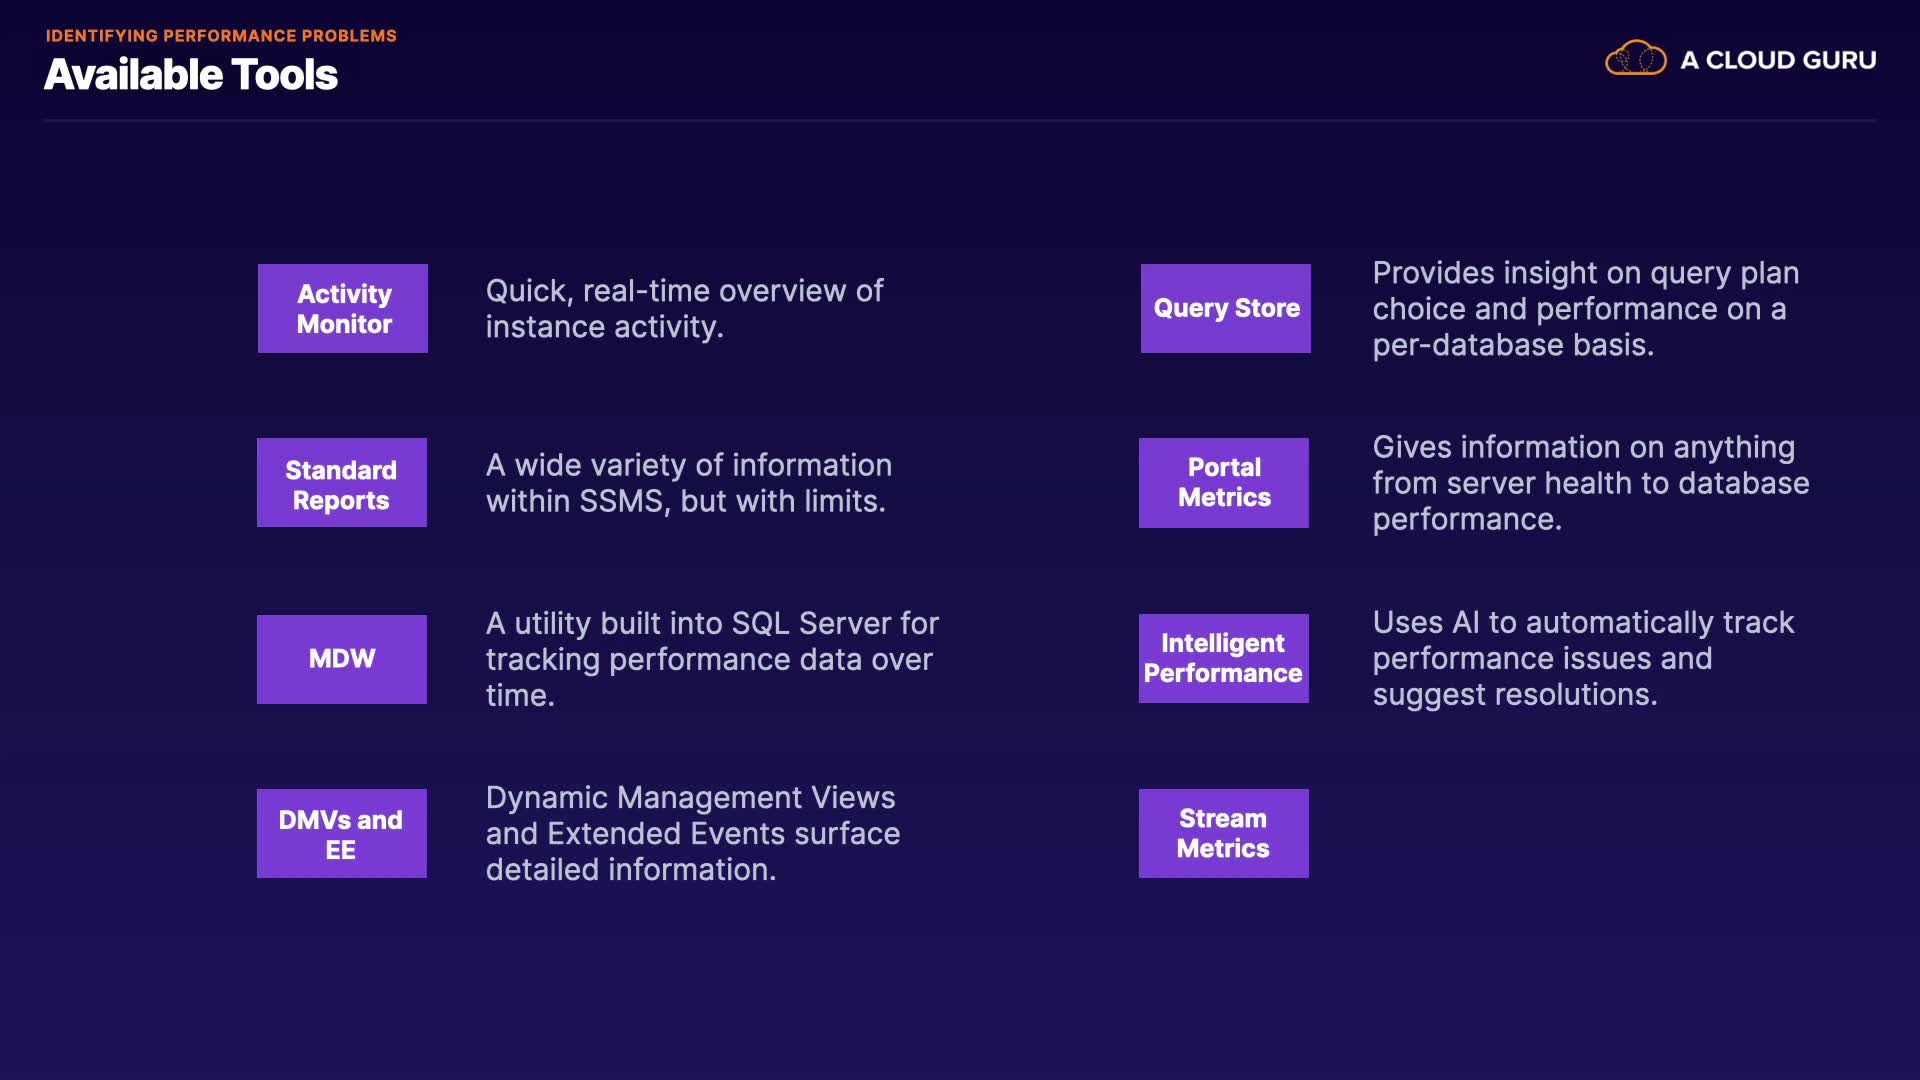 IDENTIFYING PERFORMANCE PROBLEMS
Available Tools
A CLOUD GURU
Activity
Monitor
Quick, real-time overview of
instance activity.
Standard
Reports
A wide variety of information
within SSMS, but with limits.
MDW
A utility built into SQL Server for
tracking performance data over
time.
DMVs and
EE
Dynamic Management Views
and Extended Events surface
detailed information.
Query Store
Provides insight on query plan
choice and performance on a
per-database basis.
Portal
Metrics
Gives information on anything
from server health to database
performance.
Intelligent
Performance
Uses AI to automatically track
performance issues and
suggest resolutions.
Stream
Metrics